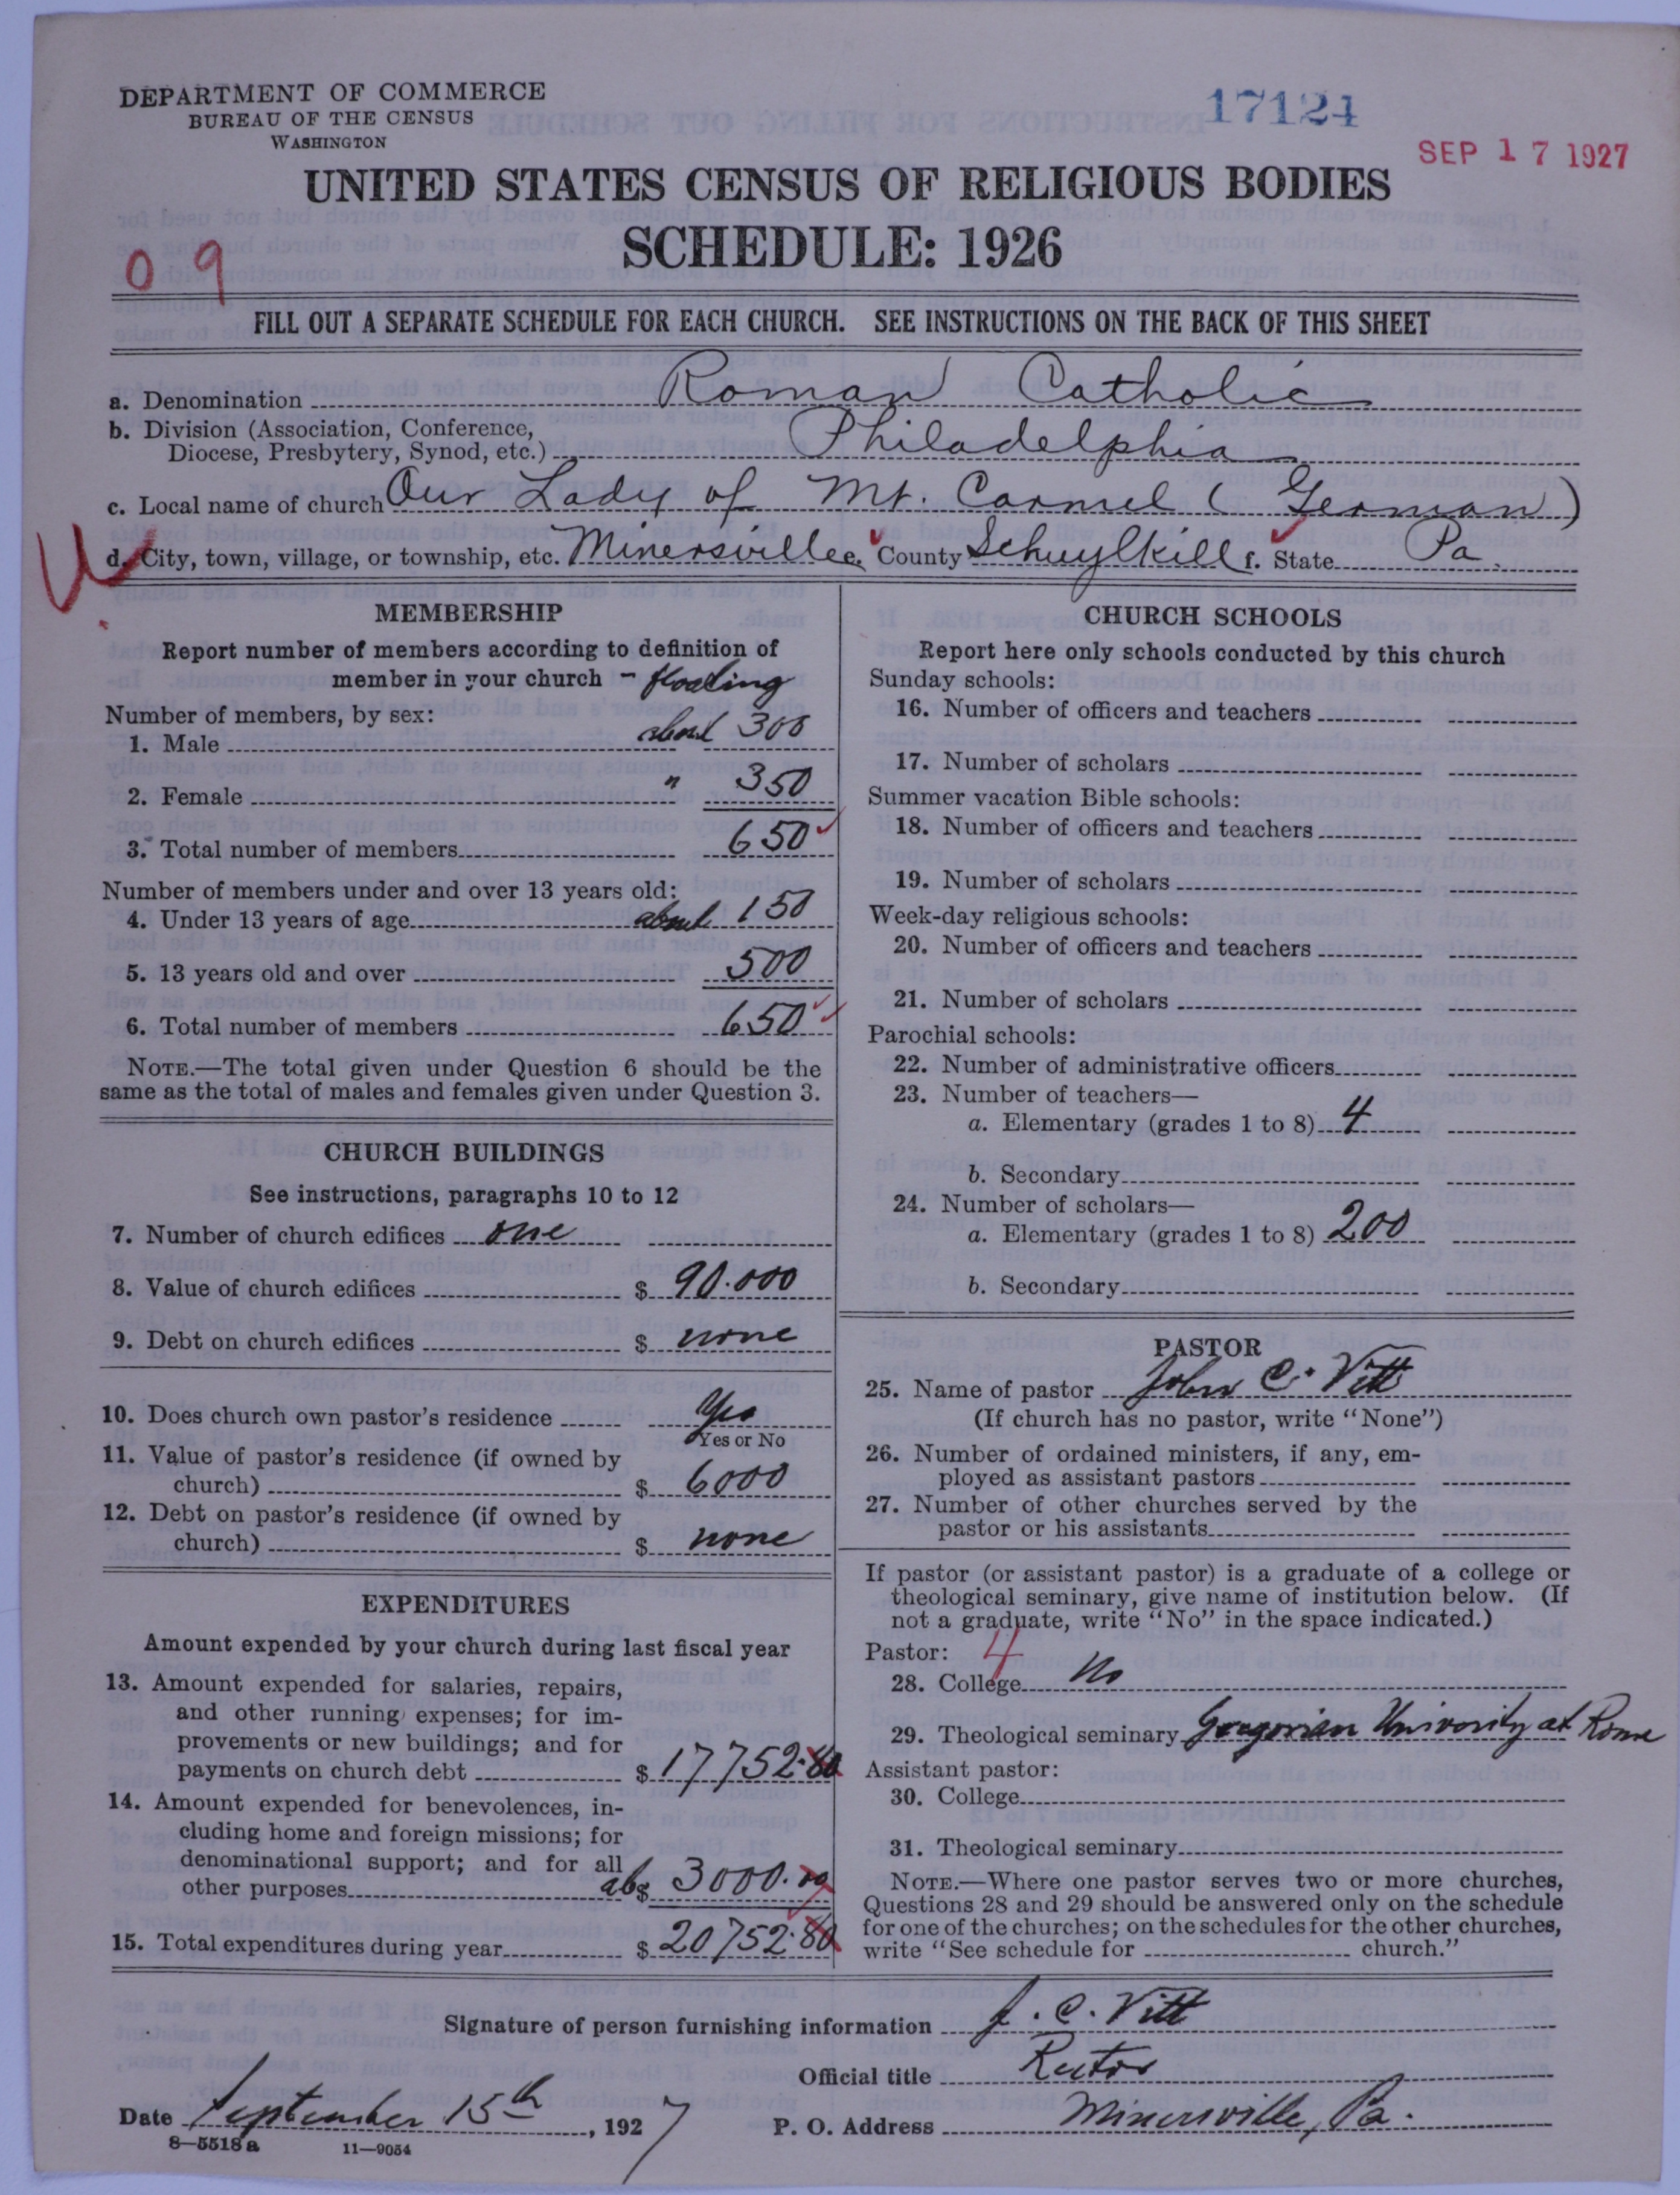 DEPARTMENT OF COMMERCE
BUREAU OF THE CENSUS
WASHINGTON
17124
SEP 17 1927
UNITED STATES CENSUS OF RELIGIOUS BODIES
SCHEDULE: 1926
09
FILL OUT A SEPARATE SCHEDULE FOR EACH CHURCH. SEE INSTRUCTIONS ON THE BACK OF THIS SHEET
a. Denomination Roman Catholic
b. Division (Association, Conference,
Diocese, Presbytery, Synod, etc.) Philadelphia
c. Local name of church Our Lady of Mt. Carmel (German)
d. City, town, village, or township, etc. Minersville e. County Schuylkill f. State Pa.
MEMBERSHIP
Report number of members according to definition of
member in your church - floating
Number of members, by sex:
1. Male about 300
2. Female " 350
3. Total number of members 650
Number of members under and over 13 years old:
4. Under 13 years of age about 150
5. 13 years old and over 500
6. Total number of members 650
NOTE.—The total given under Question 6 should be the
same as the total of males and females given under Question 3.
CHURCH BUILDINGS
See instructions, paragraphs 10 to 12
7. Number of church edifices one
8. Value of church edifices $ 90.000
9. Debt on church edifices $ none
10. Does church own pastor's residence Yes
Yes or No
11. Value of pastor's residence (if owned by
church) $ 6000
12. Debt on pastor's residence (if owned by
church) $ none
EXPENDITURES
Amount expended by your church during last fiscal year
13. Amount expended for salaries, repairs,
and other running expenses; for im-
provements or new buildings; and for
payments on church debt $ 17752.80
14. Amount expended for benevolences, in-
cluding home and foreign missions; for
denominational support; and for all
other purposes ab $ 3000.00
15. Total expenditures during year $ 20752.80
CHURCH SCHOOLS
Report here only schools conducted by this church
Sunday schools:
16. Number of officers and teachers
17. Number of scholars
Summer vacation Bible schools:
18. Number of officers and teachers
19. Number of scholars
Week-day religious schools:
20. Number of officers and teachers
21. Number of scholars
Parochial schools:
22. Number of administrative officers
23. Number of teachers—
a. Elementary (grades 1 to 8) 4
b. Secondary
24. Number of scholars—
a. Elementary (grades 1 to 8) 200
b. Secondary
PASTOR
25. Name of pastor John C. Vitt
(If church has no pastor, write "None")
26. Number of ordained ministers, if any, em-
ployed as assistant pastors
27. Number of other churches served by the
pastor or his assistants
If pastor (or assistant pastor) is a graduate of a college or
theological seminary, give name of institution below. (If
not a graduate, write "No" in the space indicated.)
Pastor: 4
28. College No
29. Theological seminary Gregorian University at Rome
Assistant pastor:
30. College
31. Theological seminary
NOTE.—Where one pastor serves two or more churches,
Questions 28 and 29 should be answered only on the schedule
for one of the churches; on the schedules for the other churches,
write "See schedule for church."
Signature of person furnishing information J. C. Vitt
Official title Rector
Date September 15th, 1927 P. O. Address Minersville, Pa.
8—5518a 11—9054